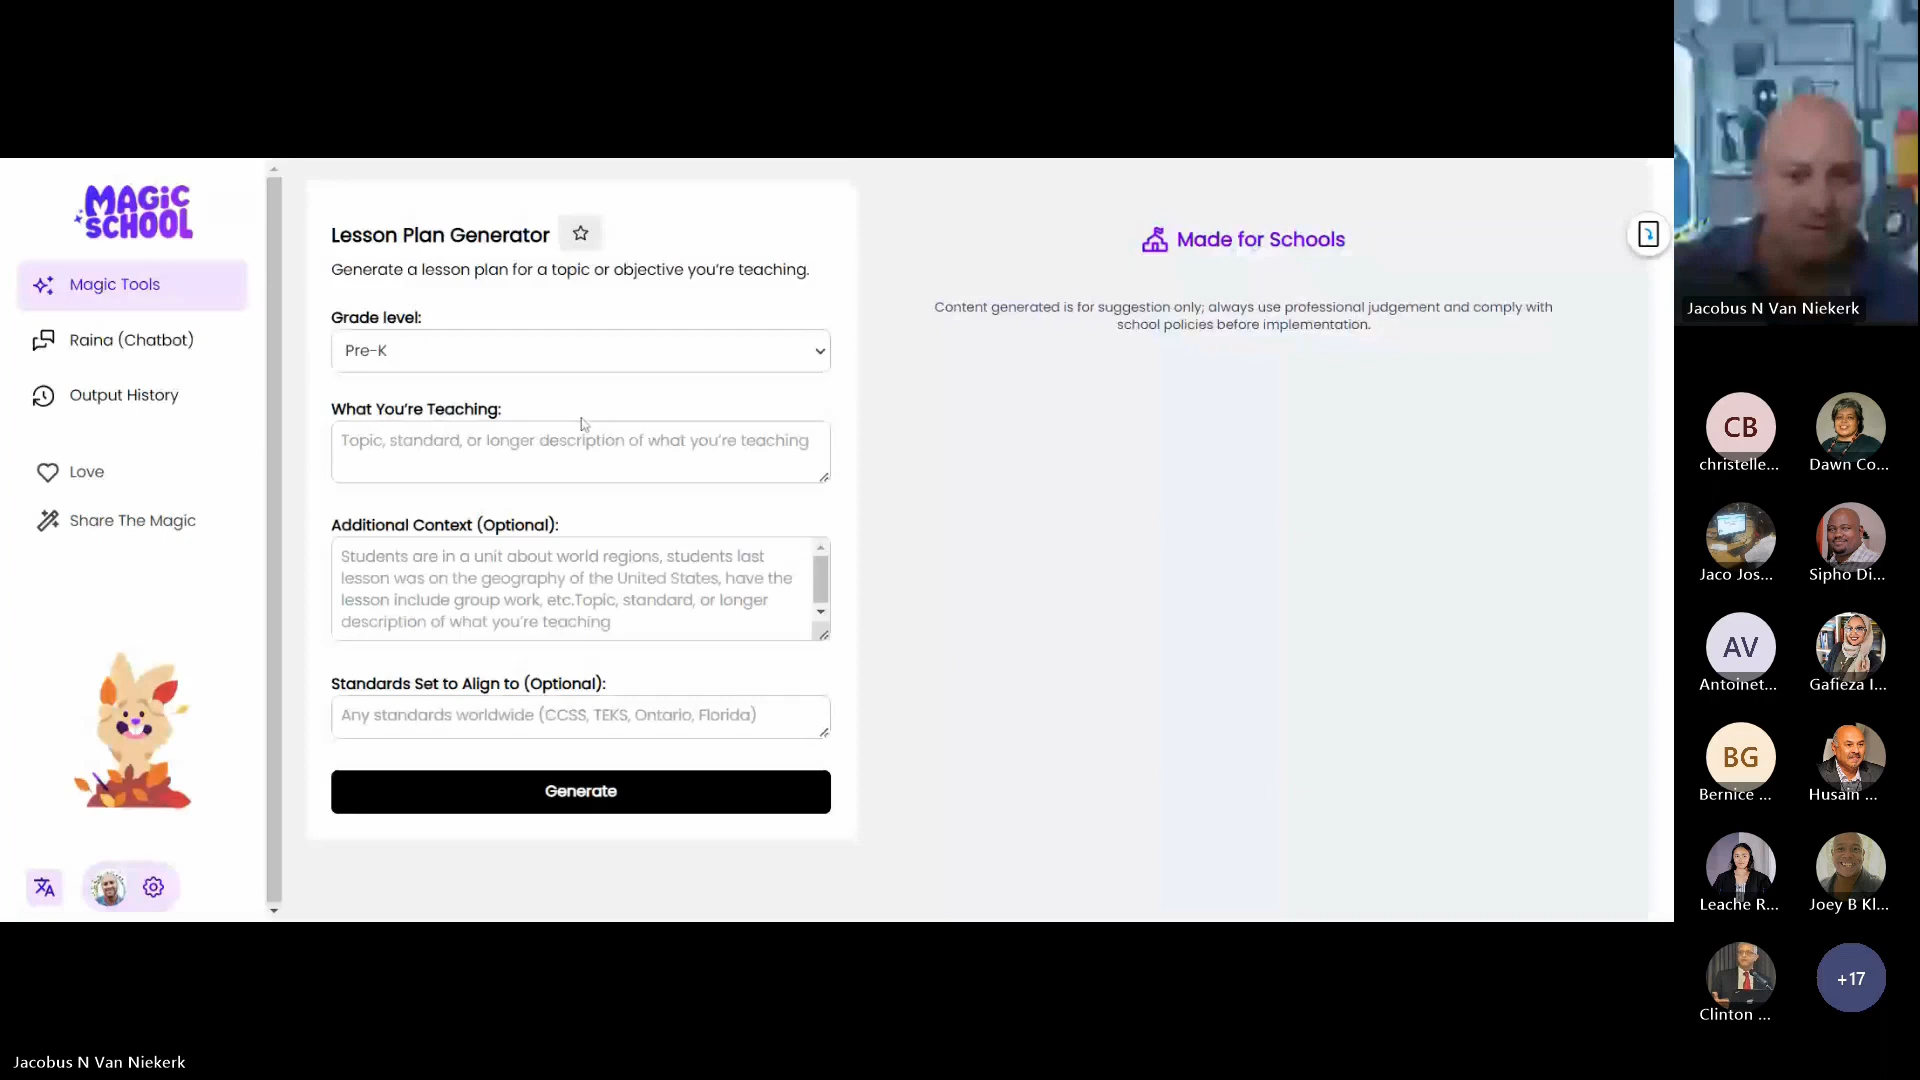 MAGiC
SCHOOL
Magic Tools
Raina (Chatbot)
Output History
Love
Share The Magic
Lesson Plan Generator
Generate a lesson plan for a topic or objective you're teaching.
Grade level:
Pre-K
What You're Teaching:
Topic, standard, or longer description of what you're teaching
Additional Context (Optional):
Students are in a unit about world regions, students last
lesson was on the geography of the United States, have the
lesson include group work, etc.Topic, standard, or longer
description of what you're teaching
Standards Set to Align to (Optional):
Any standards worldwide (CCSS, TEKS, Ontario, Florida)
Generate
Made for Schools
Content generated is for suggestion only; always use professional judgement and comply with
school policies before implementation.
Jacobus N Van Niekerk
CB
christelle...
Dawn Co...
Jaco Jos...
Sipho Di...
AV
Antoinet...
Gafieza I...
BG
Bernice ...
Husain ...
Leache R...
Joey B Kl...
Clinton ...
+17
Jacobus N Van Niekerk